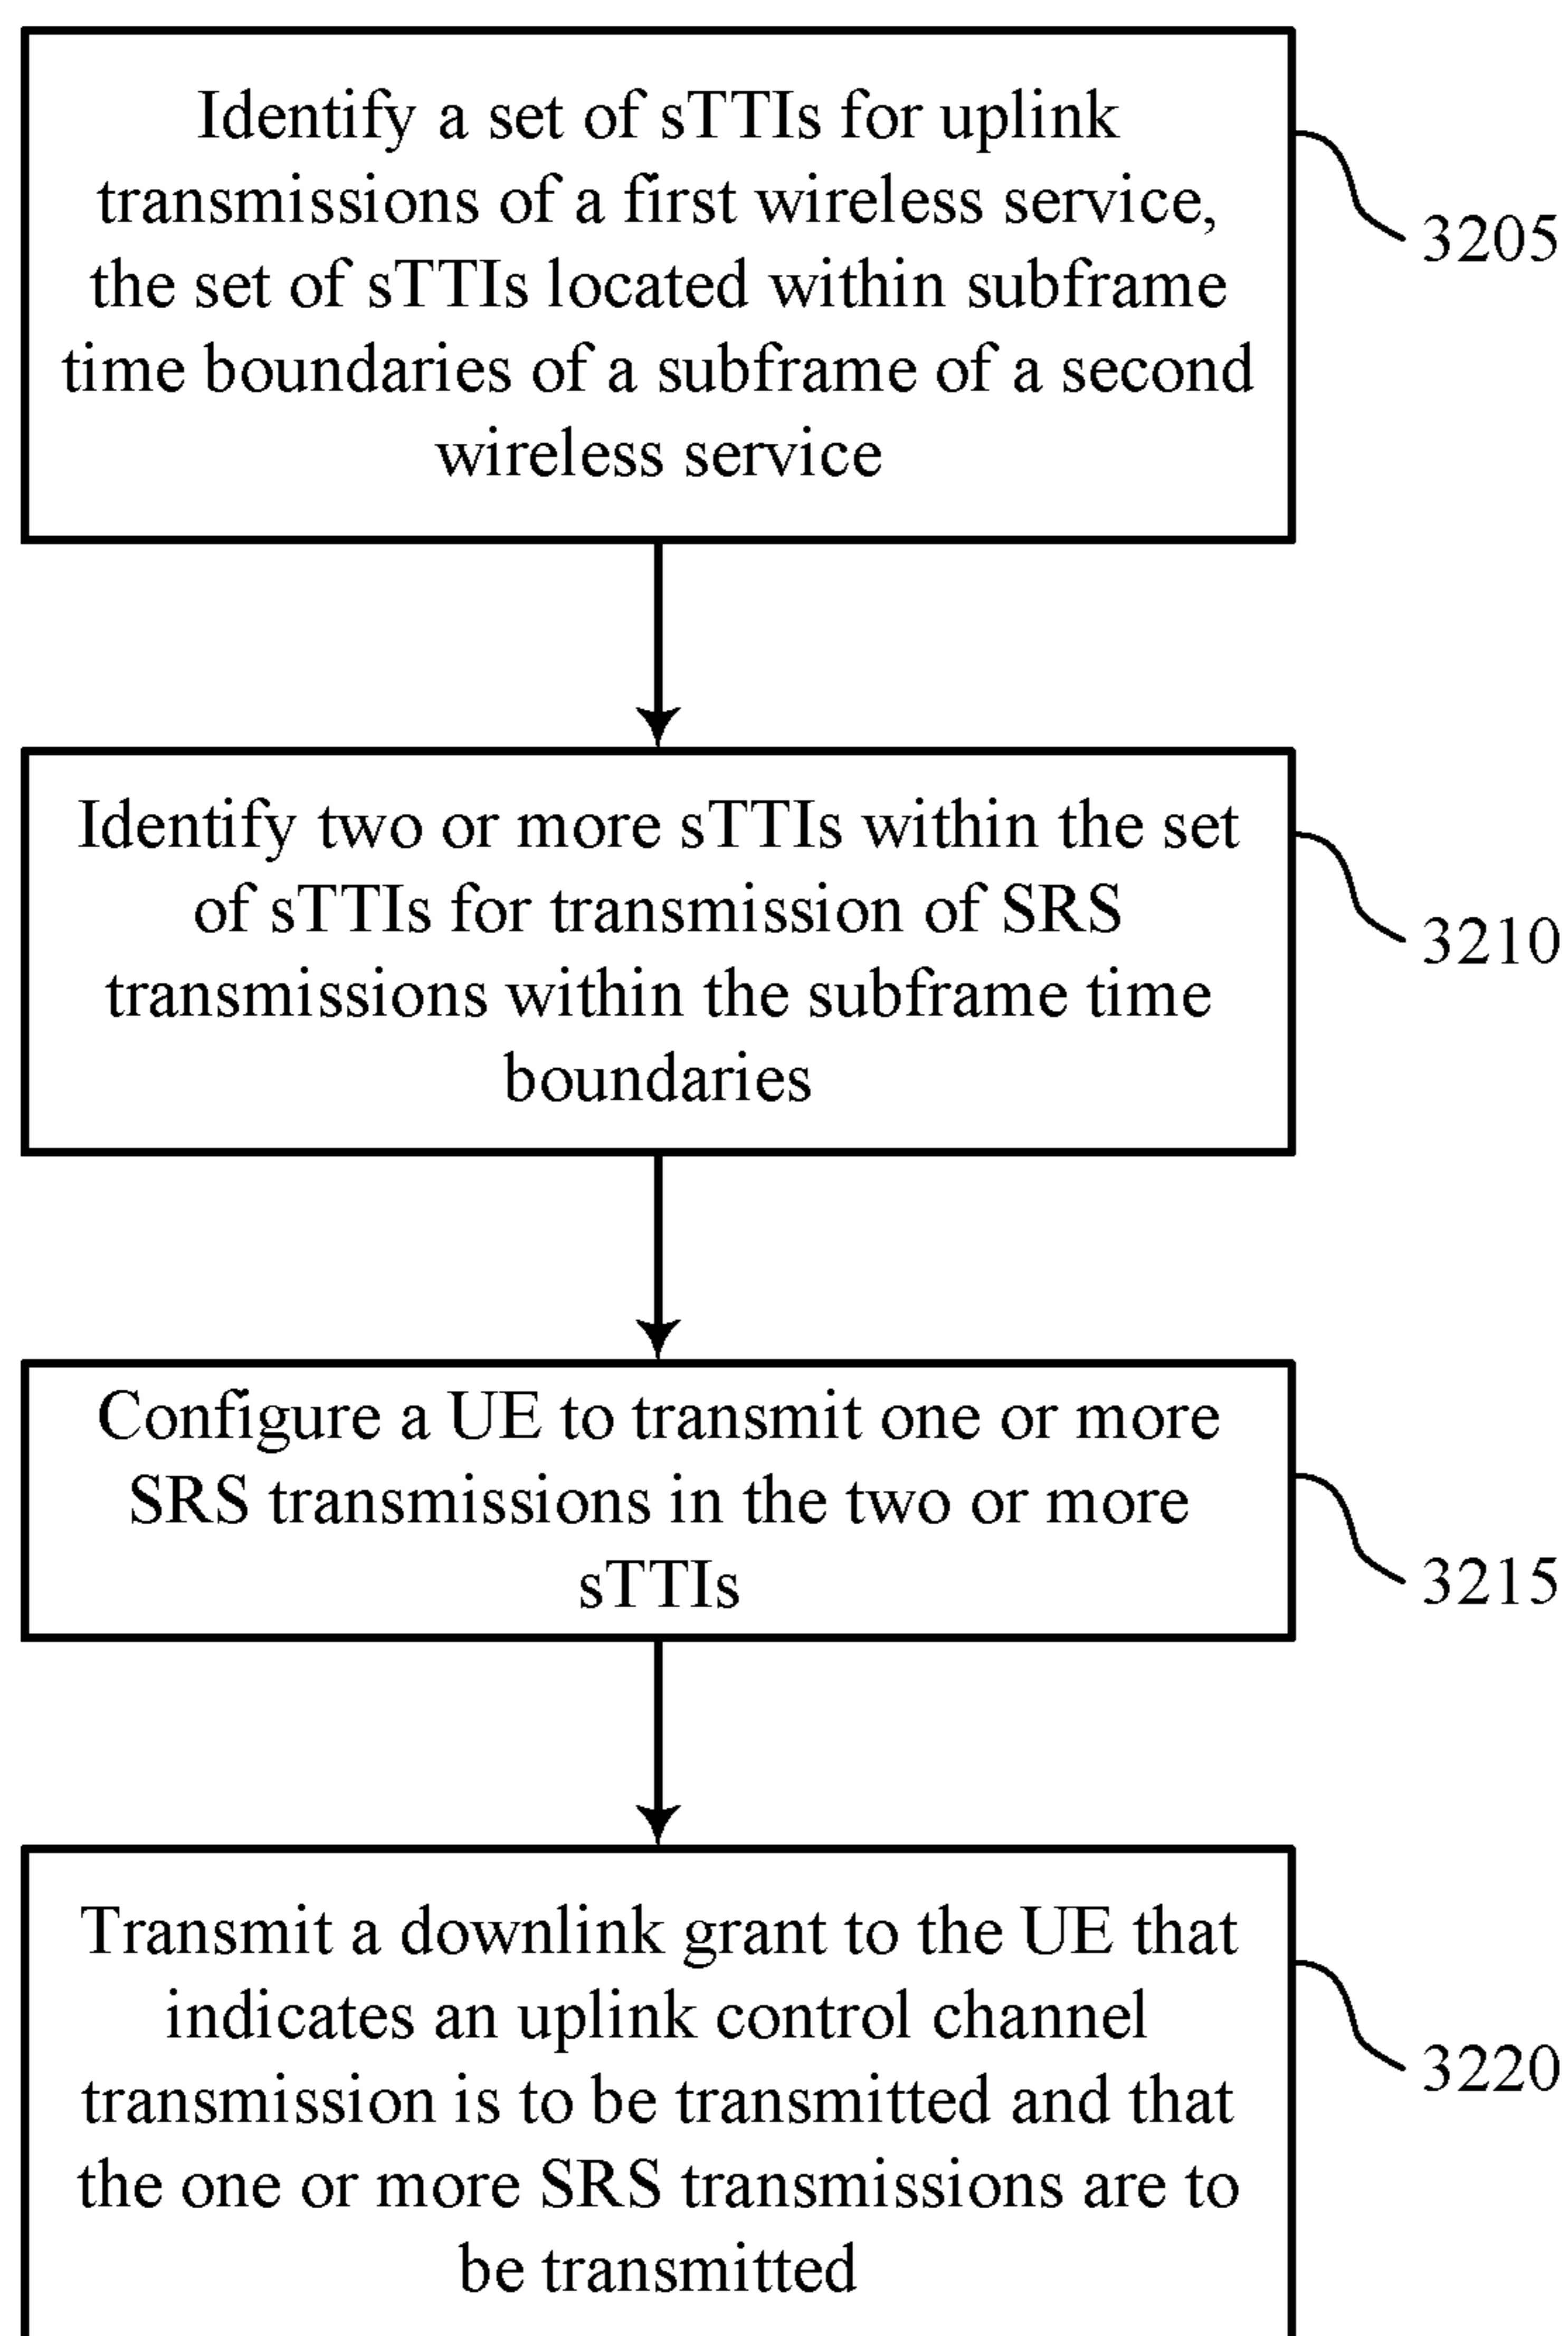 Identify a set of sTTIs for uplink
transmissions of a first wireless service,
the set of sTTIs located within subframe
time boundaries of a subframe of a second
wireless service
3205
Identify two or more sTTIs within the set
of sTTIs for transmission of SRS
transmissions within the subframe time
boundaries
3210
Configure a UE to transmit one or more
SRS transmissions in the two or more
sTTIs
3215
Transmit a downlink grant to the UE that
indicates an uplink control channel
transmission is to be transmitted and that
the one or more SRS transmissions are to
be transmitted
3220